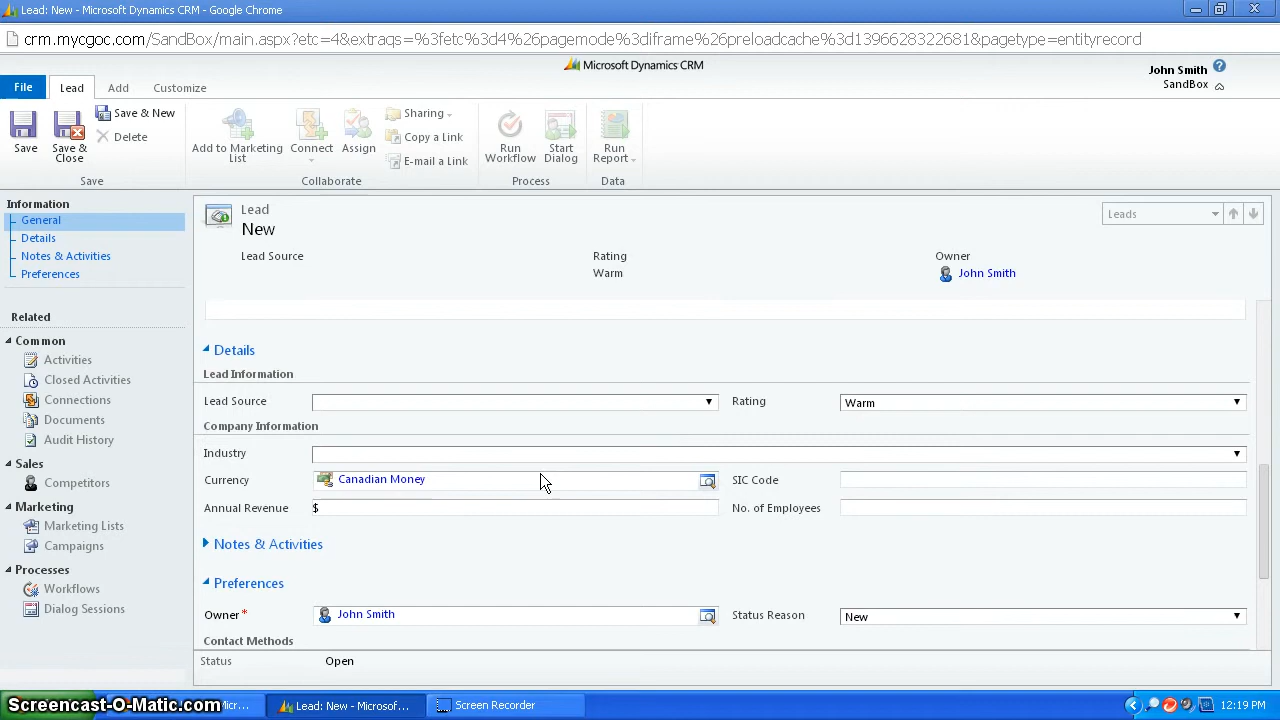 Lead: New - Microsoft Dynamics CRM - Google Chrome
crm.mycgoc.com/SandBox/main.aspx?etc=4&extraqs=%3fetc%3d4%26pagemode%3diframe%26preloadcache%3d1396628322681&pagetype=entityrecord
Microsoft Dynamics CRM
John Smith
SandBox
File Lead Add Customize
Save
Save & Close
Save & New
Delete
Add to Marketing List
Connect
Assign
Sharing
Copy a Link
E-mail a Link
Run Workflow
Start Dialog
Run Report
Save Collaborate Process Data
Information
General
Details
Notes & Activities
Preferences
Related
Common
Activities
Closed Activities
Connections
Documents
Audit History
Sales
Competitors
Marketing
Marketing Lists
Campaigns
Processes
Workflows
Dialog Sessions
Lead
New
Leads
Lead Source Rating Owner
Warm John Smith
Details
Lead Information
Lead Source Rating Warm
Company Information
Industry
Currency Canadian Money SIC Code
Annual Revenue $ No. of Employees
Notes & Activities
Preferences
Owner* John Smith Status Reason New
Contact Methods
Status Open
Screencast-O-Matic.com
Micr...
Lead: New - Microsof...
Screen Recorder
12:19 PM